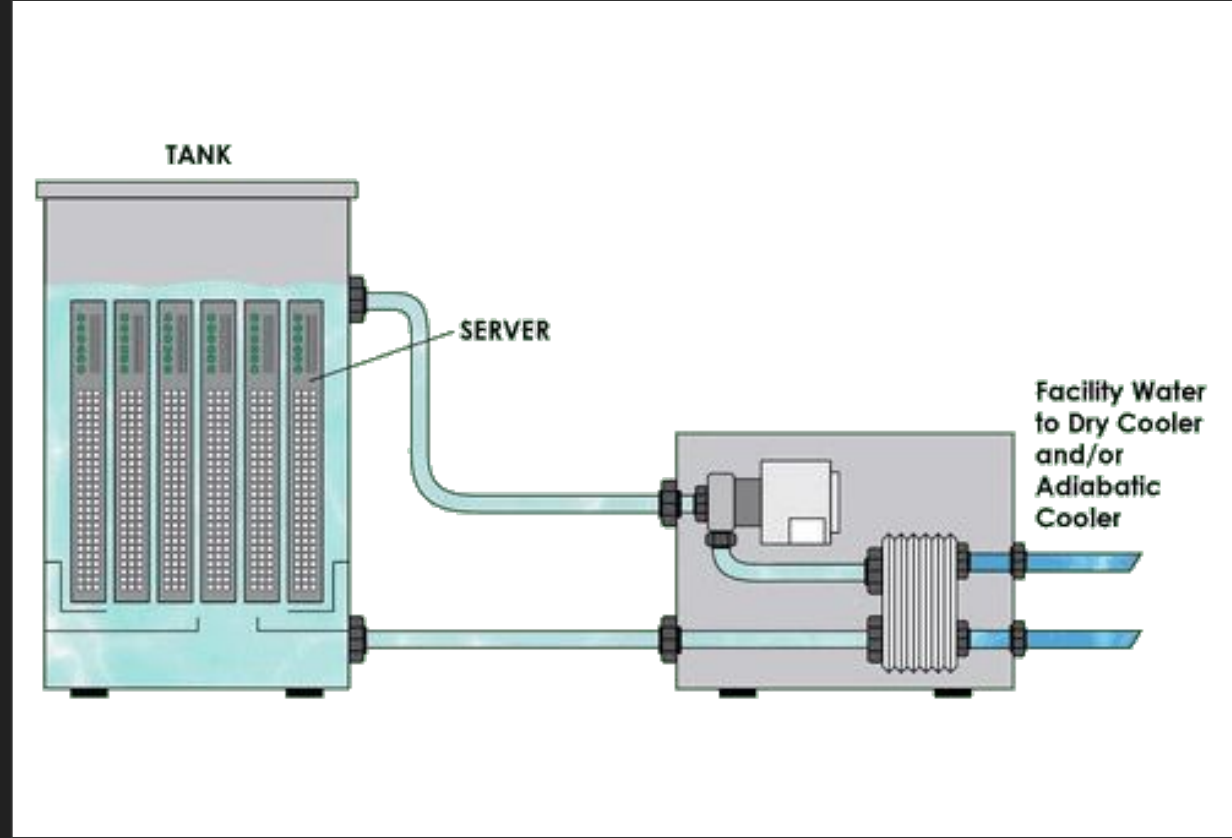 TANK
SERVER
Facility Water
to Dry Cooler
and/or
Adiabatic
Cooler